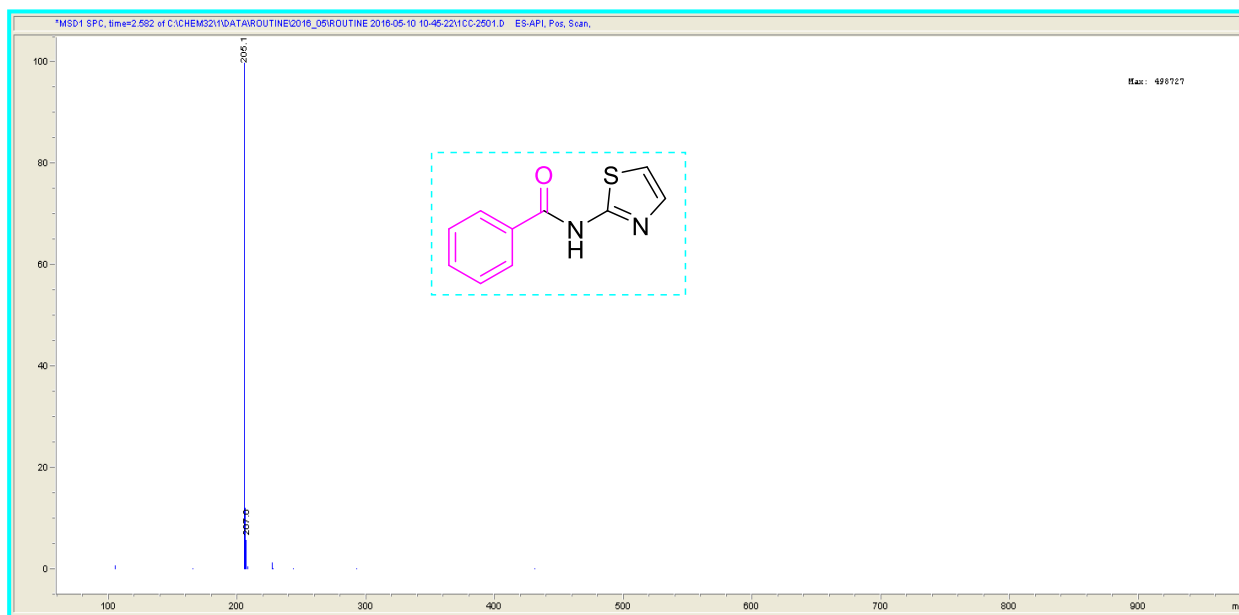 *MSD1 SPC, time=2.582 of C:\CHEM32\1\DATA\ROUTINE\2016_05\ROUTINE 2016-05-10 10-45-22\1CC-2501.D ES-API, Pos, Scan,
205.1
100
Max: 498727
80
O
S
N
H
N
60
40
20
207.0
0
100 200 300 400 500 600 700 800 900